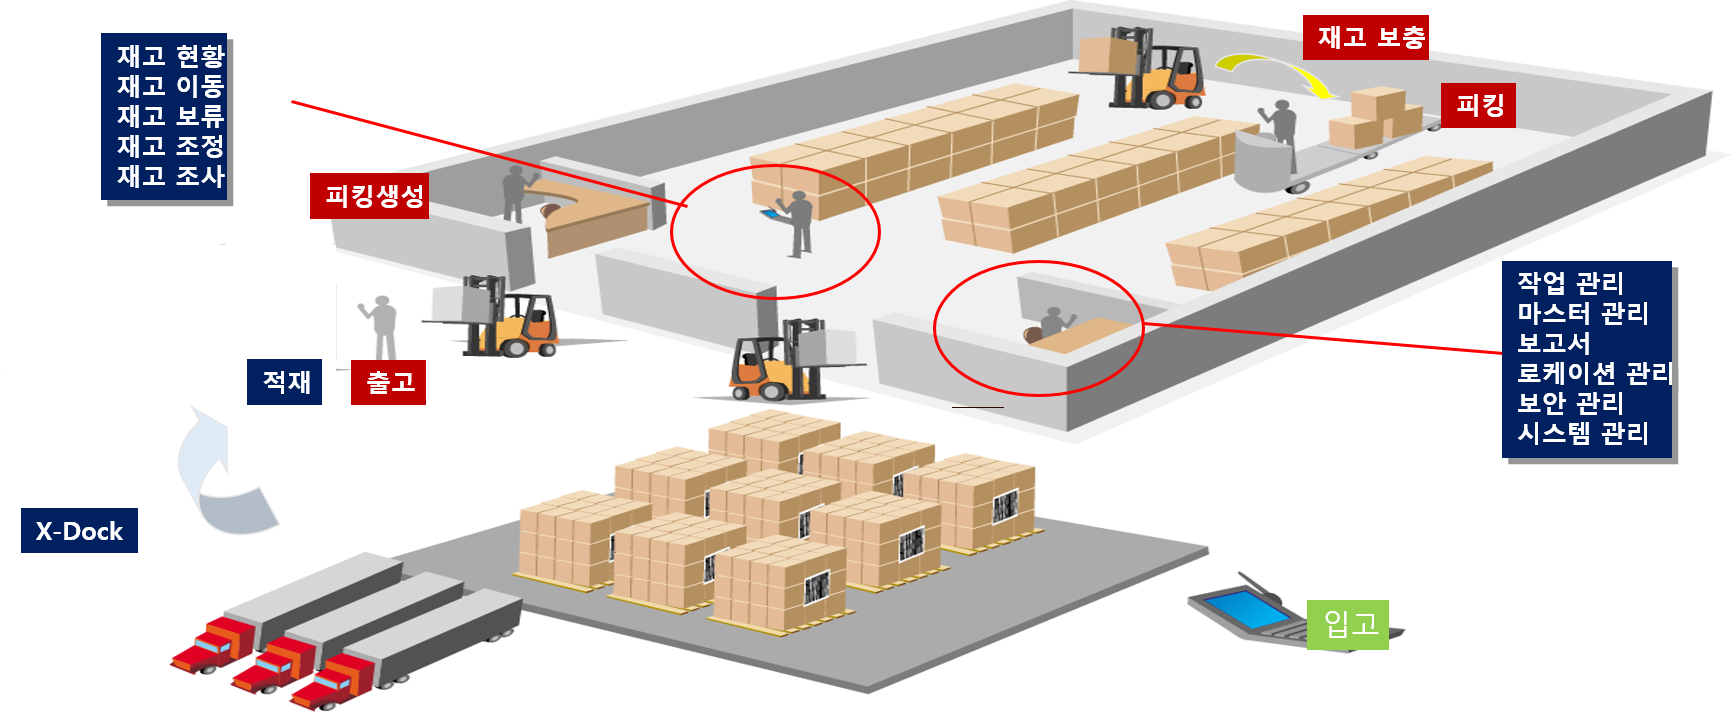 재고 현황
재고 이동
재고 보류
재고 조정
재고 조사
재고 보충
피킹
피킹생성
작업 관리
마스터 관리
보고서
로케이션 관리
보안 관리
시스템 관리
적재
출고
X-Dock
입고